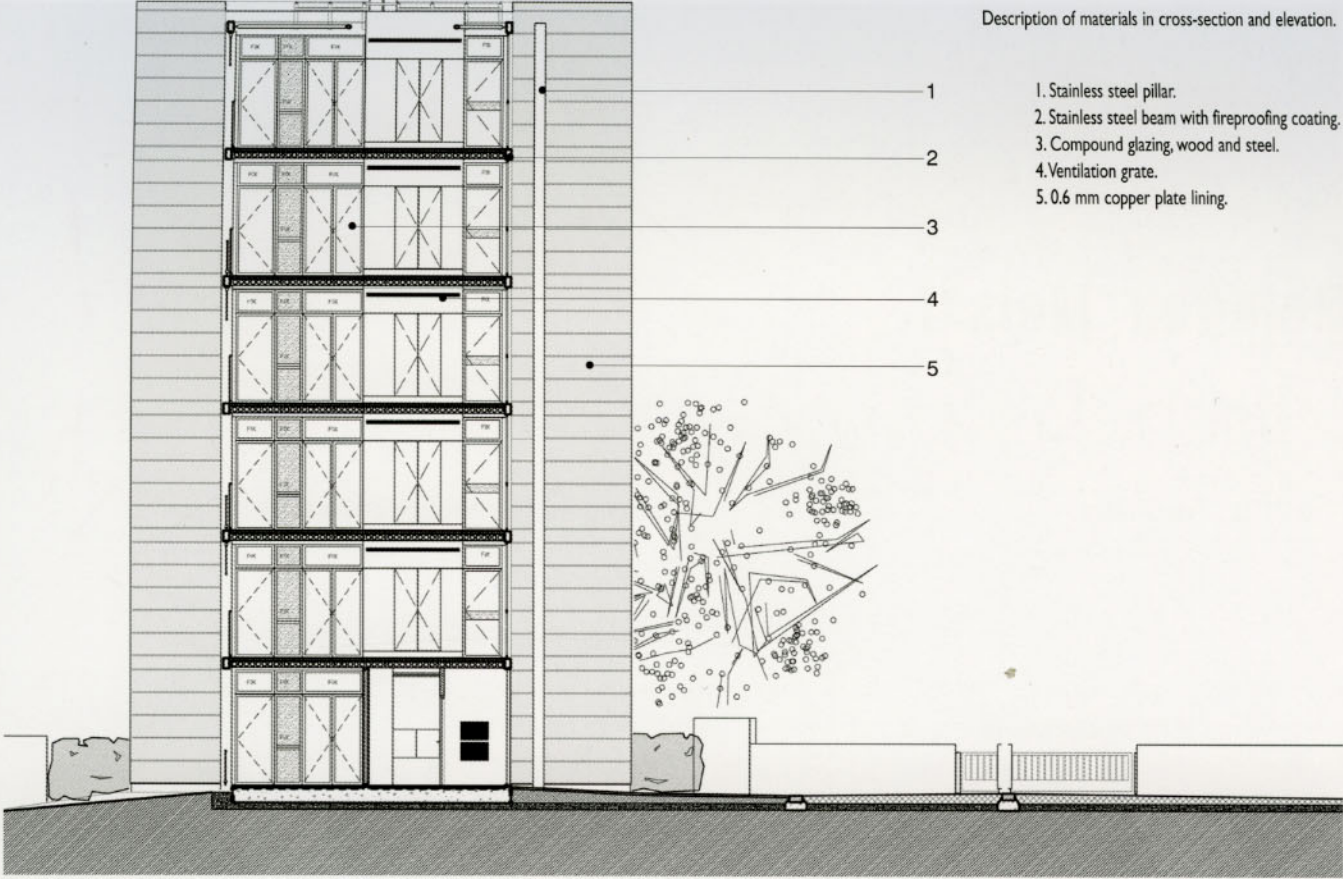 Description of materials in cross-section and elevation.
1
2
3
4
5
1. Stainless steel pillar.
2. Stainless steel beam with fireproofing coating.
3. Compound glazing, wood and steel.
4. Ventilation grate.
5. 0.6 mm copper plate lining.